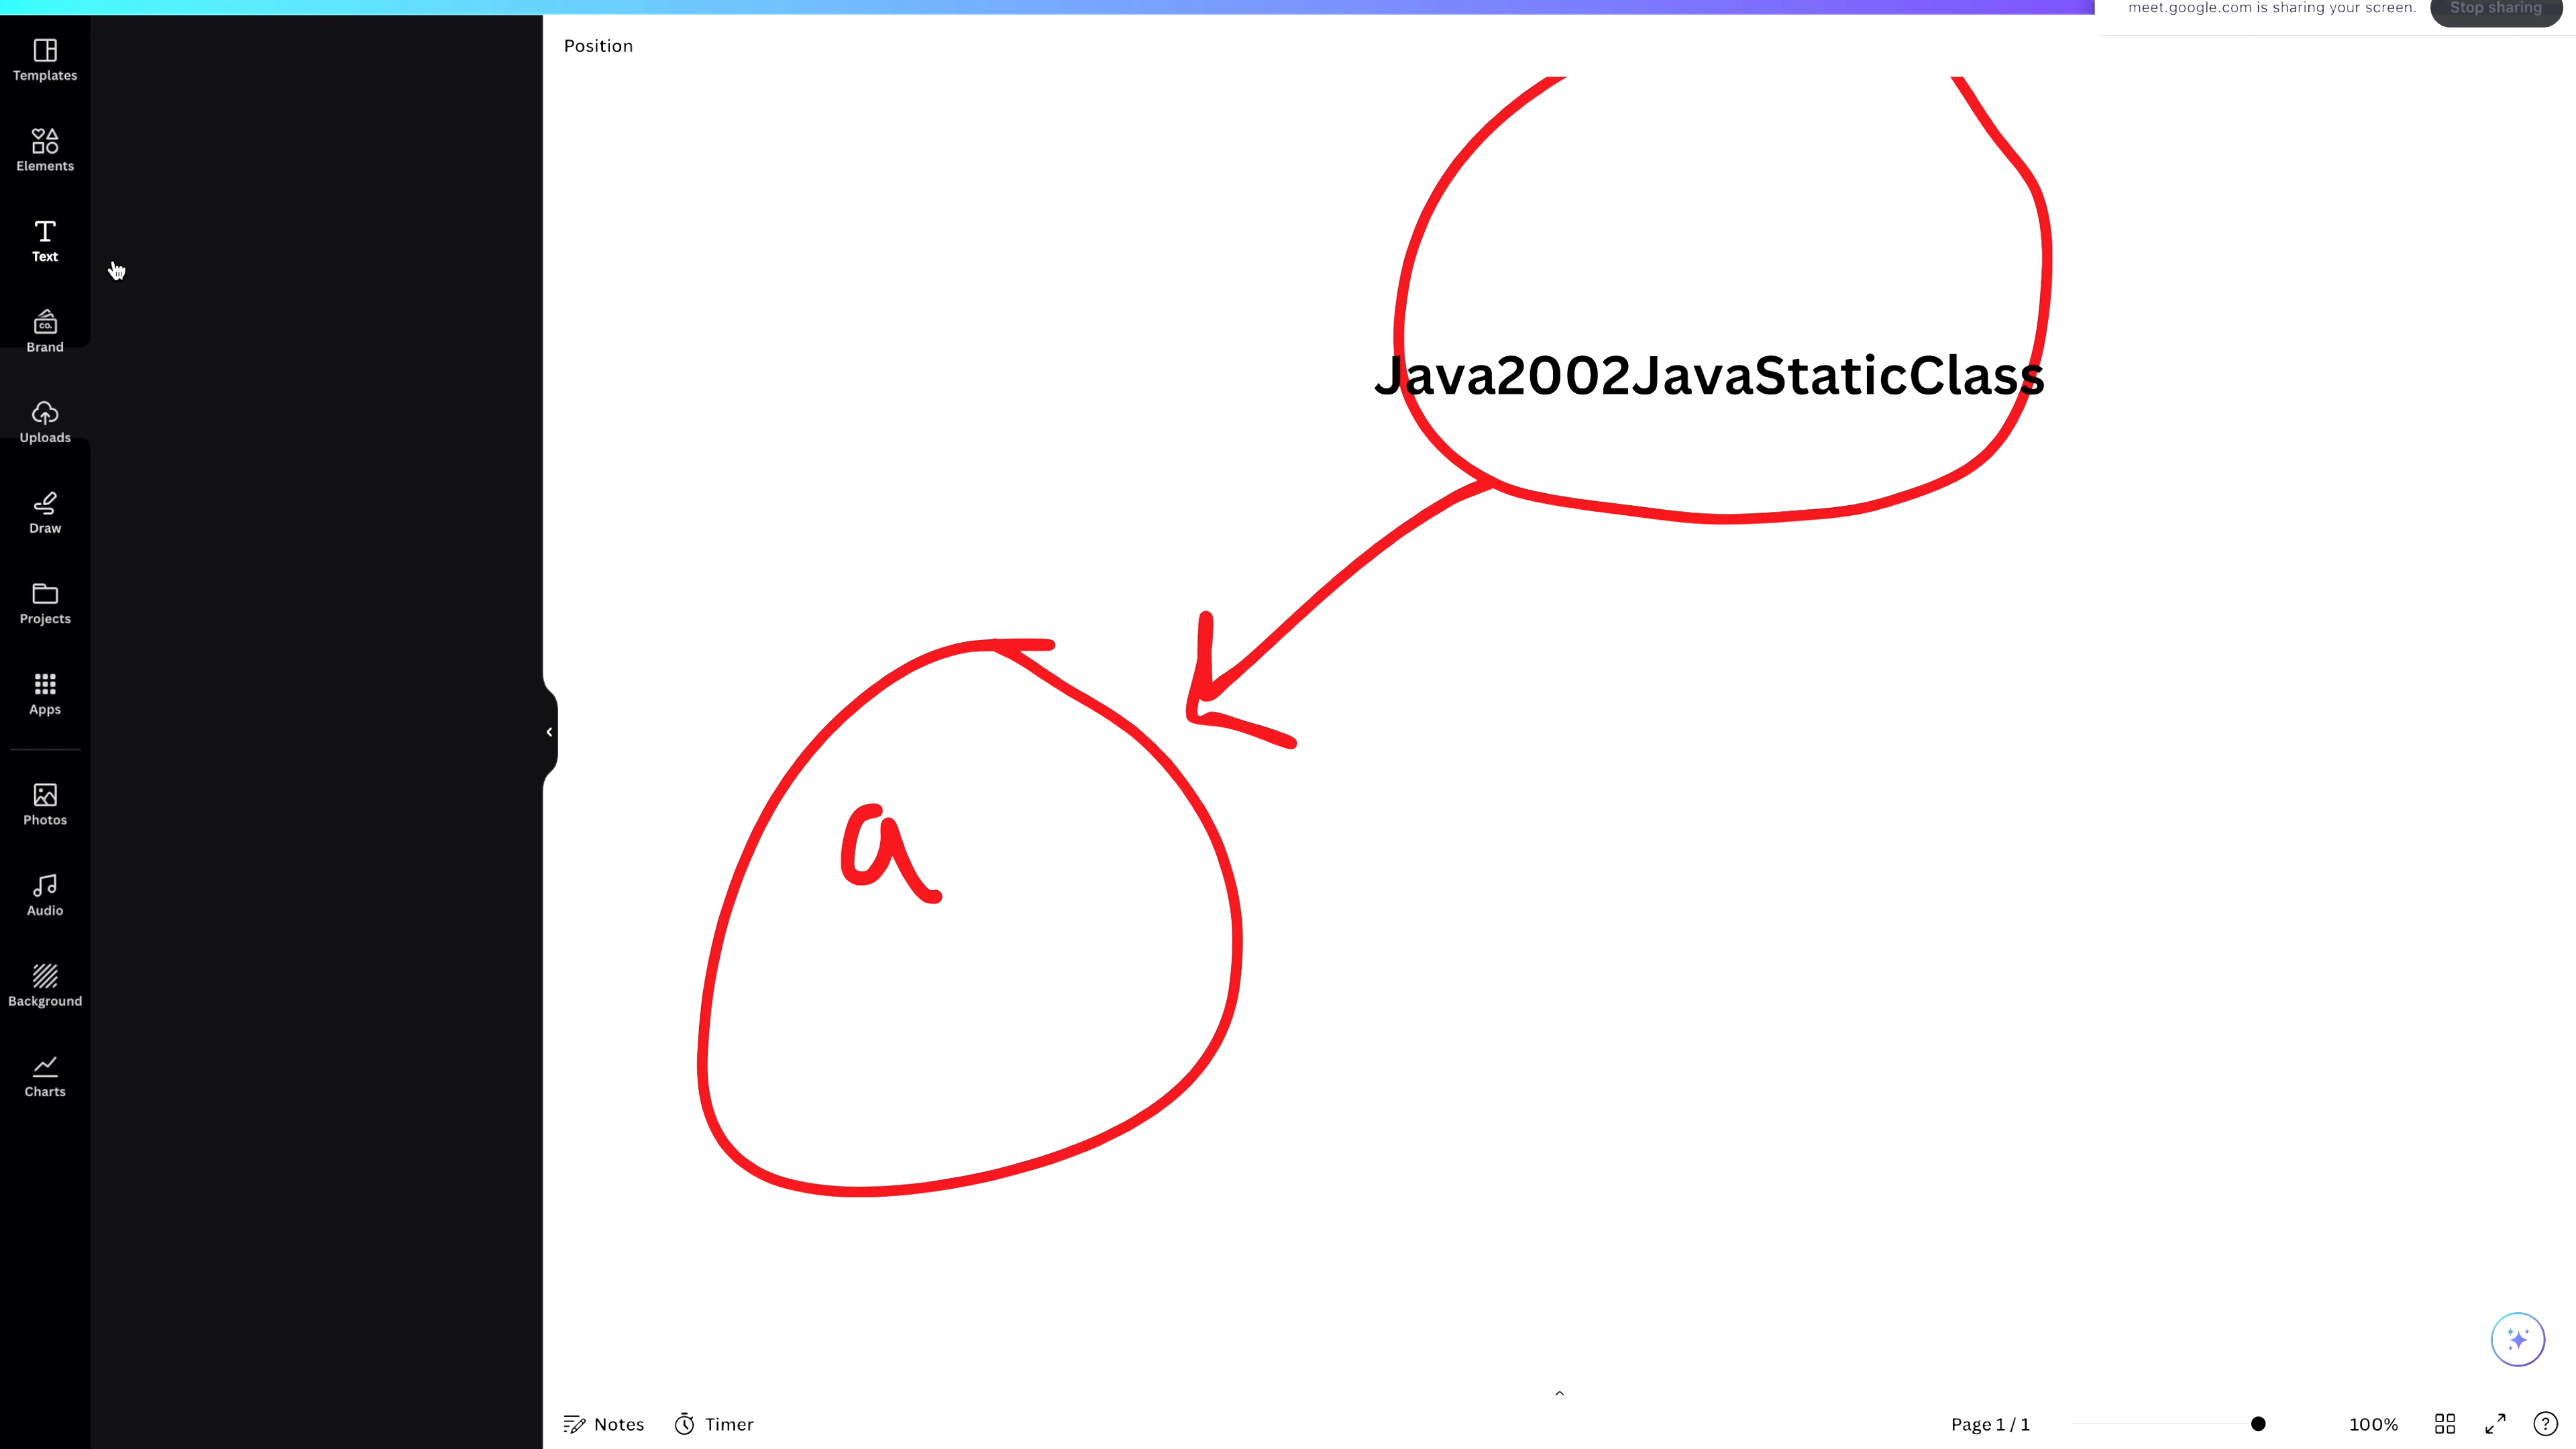 meet.google.com is sharing your screen. Stop sharing
Position
Templates
Elements
Text
CO.
Brand
Uploads
Draw
Projects
Apps
Photos
Audio
Background
Charts
Java2002JavaStaticClass
a
Notes Timer Page 1 / 1 100% ?